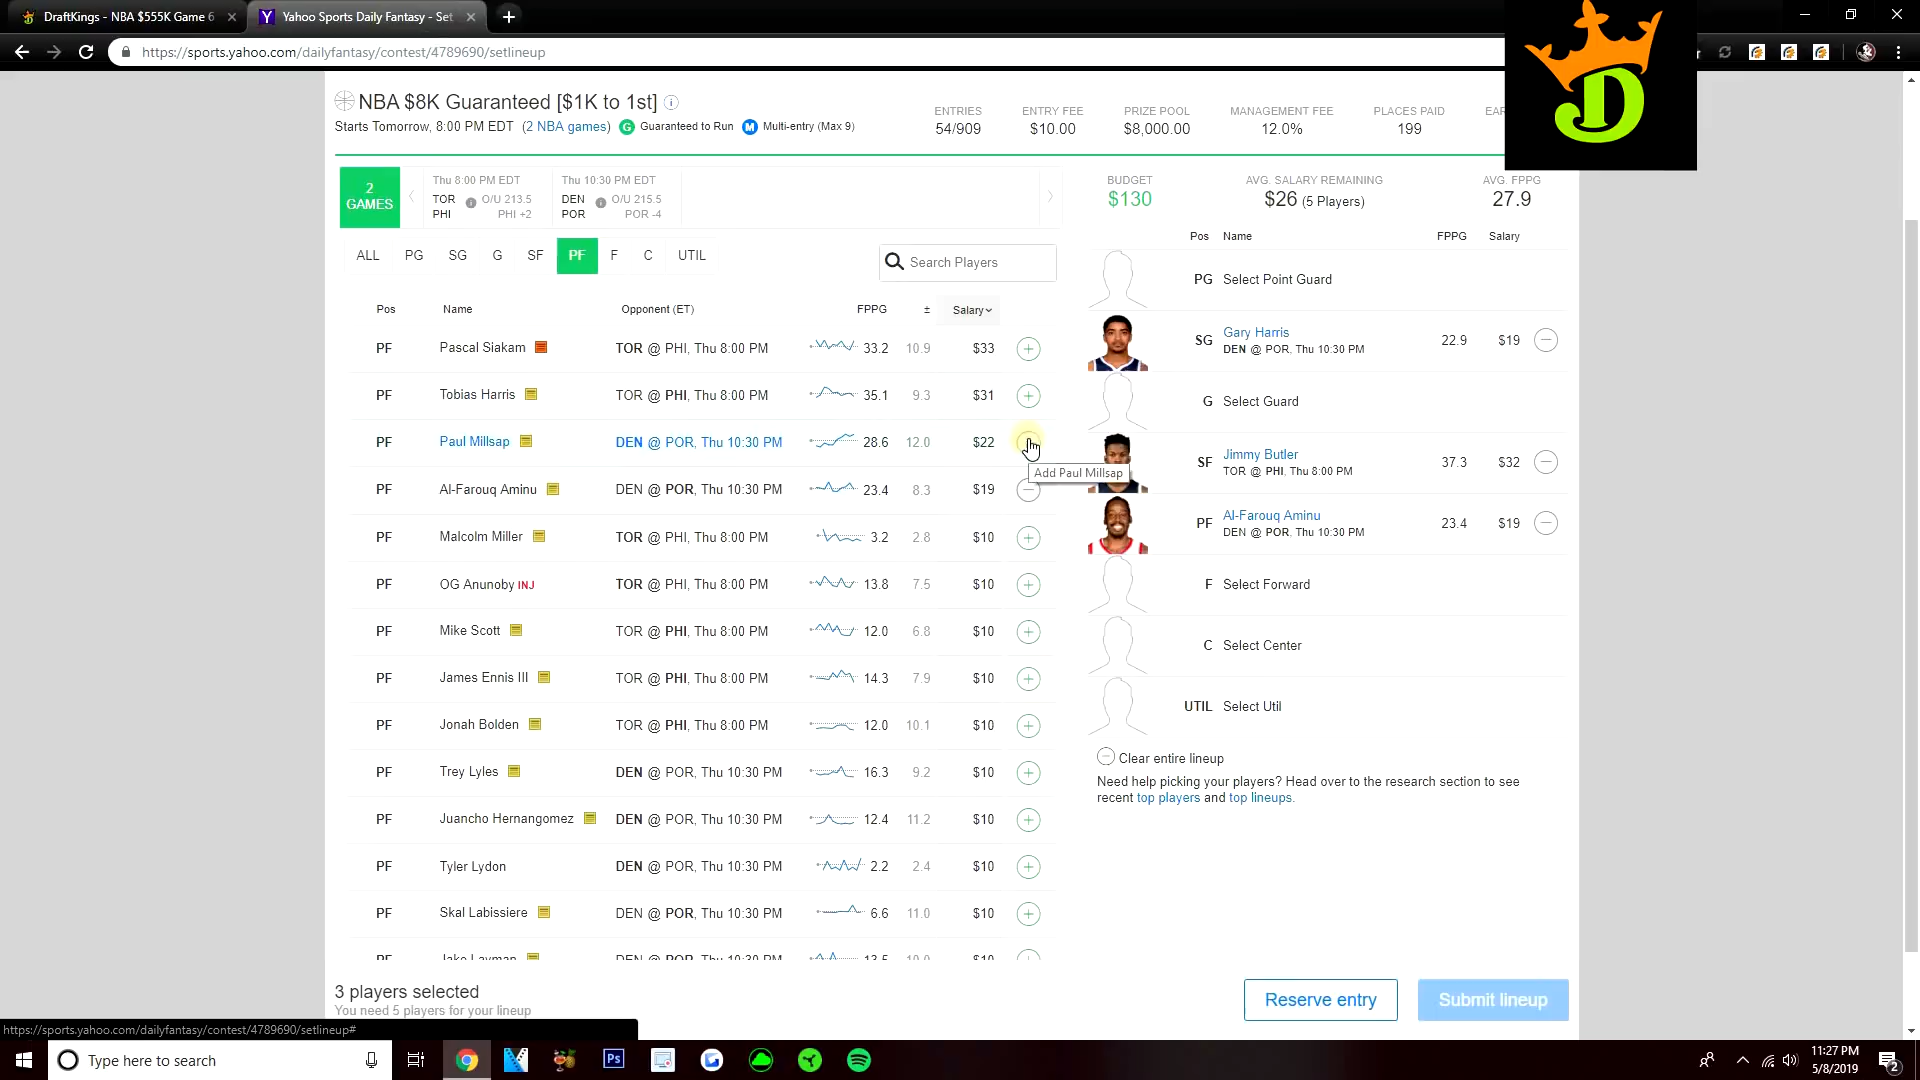 DraftKings - NBA $555K Game 6
Yahoo Sports Daily Fantasy - Set
https://sports.yahoo.com/dailyfantasy/contest/4789690/setlineup
D
NBA $8K Guaranteed [$1K to 1st]
Starts Tomorrow, 8:00 PM EDT (2 NBA games) G Guaranteed to Run M Multi-entry (Max 9)
ENTRIES ENTRY FEE PRIZE POOL MANAGEMENT FEE PLACES PAID
54/909 $10.00 $8,000.00 12.0% 199
2 GAMES
Thu 8:00 PM EDT
TOR O/U 213.5
PHI PHI +2
Thu 10:30 PM EDT
DEN O/U 215.5
POR POR -4
BUDGET AVG. SALARY REMAINING AVG. FPPG
$130 $26 (5 Players) 27.9
ALL PG SG G SF PF F C UTIL
Search Players
Pos Name Opponent (ET) FPPG ± Salary
PF Pascal Siakam TOR @ PHI, Thu 8:00 PM 33.2 10.9 $33
PF Tobias Harris TOR @ PHI, Thu 8:00 PM 35.1 9.3 $31
PF Paul Millsap DEN @ POR, Thu 10:30 PM 28.6 12.0 $22
Add Paul Millsap
PF Al-Farouq Aminu DEN @ POR, Thu 10:30 PM 23.4 8.3 $19
PF Malcolm Miller TOR @ PHI, Thu 8:00 PM 3.2 2.8 $10
PF OG Anunoby INJ TOR @ PHI, Thu 8:00 PM 13.8 7.5 $10
PF Mike Scott TOR @ PHI, Thu 8:00 PM 12.0 6.8 $10
PF James Ennis III TOR @ PHI, Thu 8:00 PM 14.3 7.9 $10
PF Jonah Bolden TOR @ PHI, Thu 8:00 PM 12.0 10.1 $10
PF Trey Lyles DEN @ POR, Thu 10:30 PM 16.3 9.2 $10
PF Juancho Hernangomez DEN @ POR, Thu 10:30 PM 12.4 11.2 $10
PF Tyler Lydon DEN @ POR, Thu 10:30 PM 2.2 2.4 $10
PF Skal Labissiere DEN @ POR, Thu 10:30 PM 6.6 11.0 $10
PF Jake Layman DEN @ POR, Thu 10:30 PM 13.5 10.0 $10
Pos Name FPPG Salary
PG Select Point Guard
SG Gary Harris 22.9 $19
DEN @ POR, Thu 10:30 PM
G Select Guard
SF Jimmy Butler 37.3 $32
TOR @ PHI, Thu 8:00 PM
PF Al-Farouq Aminu 23.4 $19
DEN @ POR, Thu 10:30 PM
F Select Forward
C Select Center
UTIL Select Util
Clear entire lineup
Need help picking your players? Head over to the research section to see
recent top players and top lineups.
3 players selected
You need 5 players for your lineup
Reserve entry
Submit lineup
https://sports.yahoo.com/dailyfantasy/contest/4789690/setlineup#
Type here to search
Ps
11:27 PM
5/8/2019
2